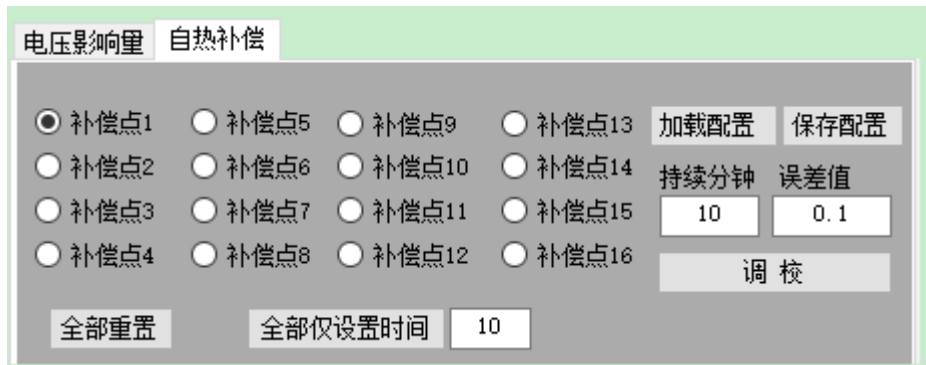 电压影响量 自热补偿
补偿点1 补偿点5 补偿点9 补偿点13 加载配置 保存配置
补偿点2 补偿点6 补偿点10 补偿点14 持续分钟 误差值
补偿点3 补偿点7 补偿点11 补偿点15 10 0.1
补偿点4 补偿点8 补偿点12 补偿点16 调 校
全部重置 全部仅设置时间 10